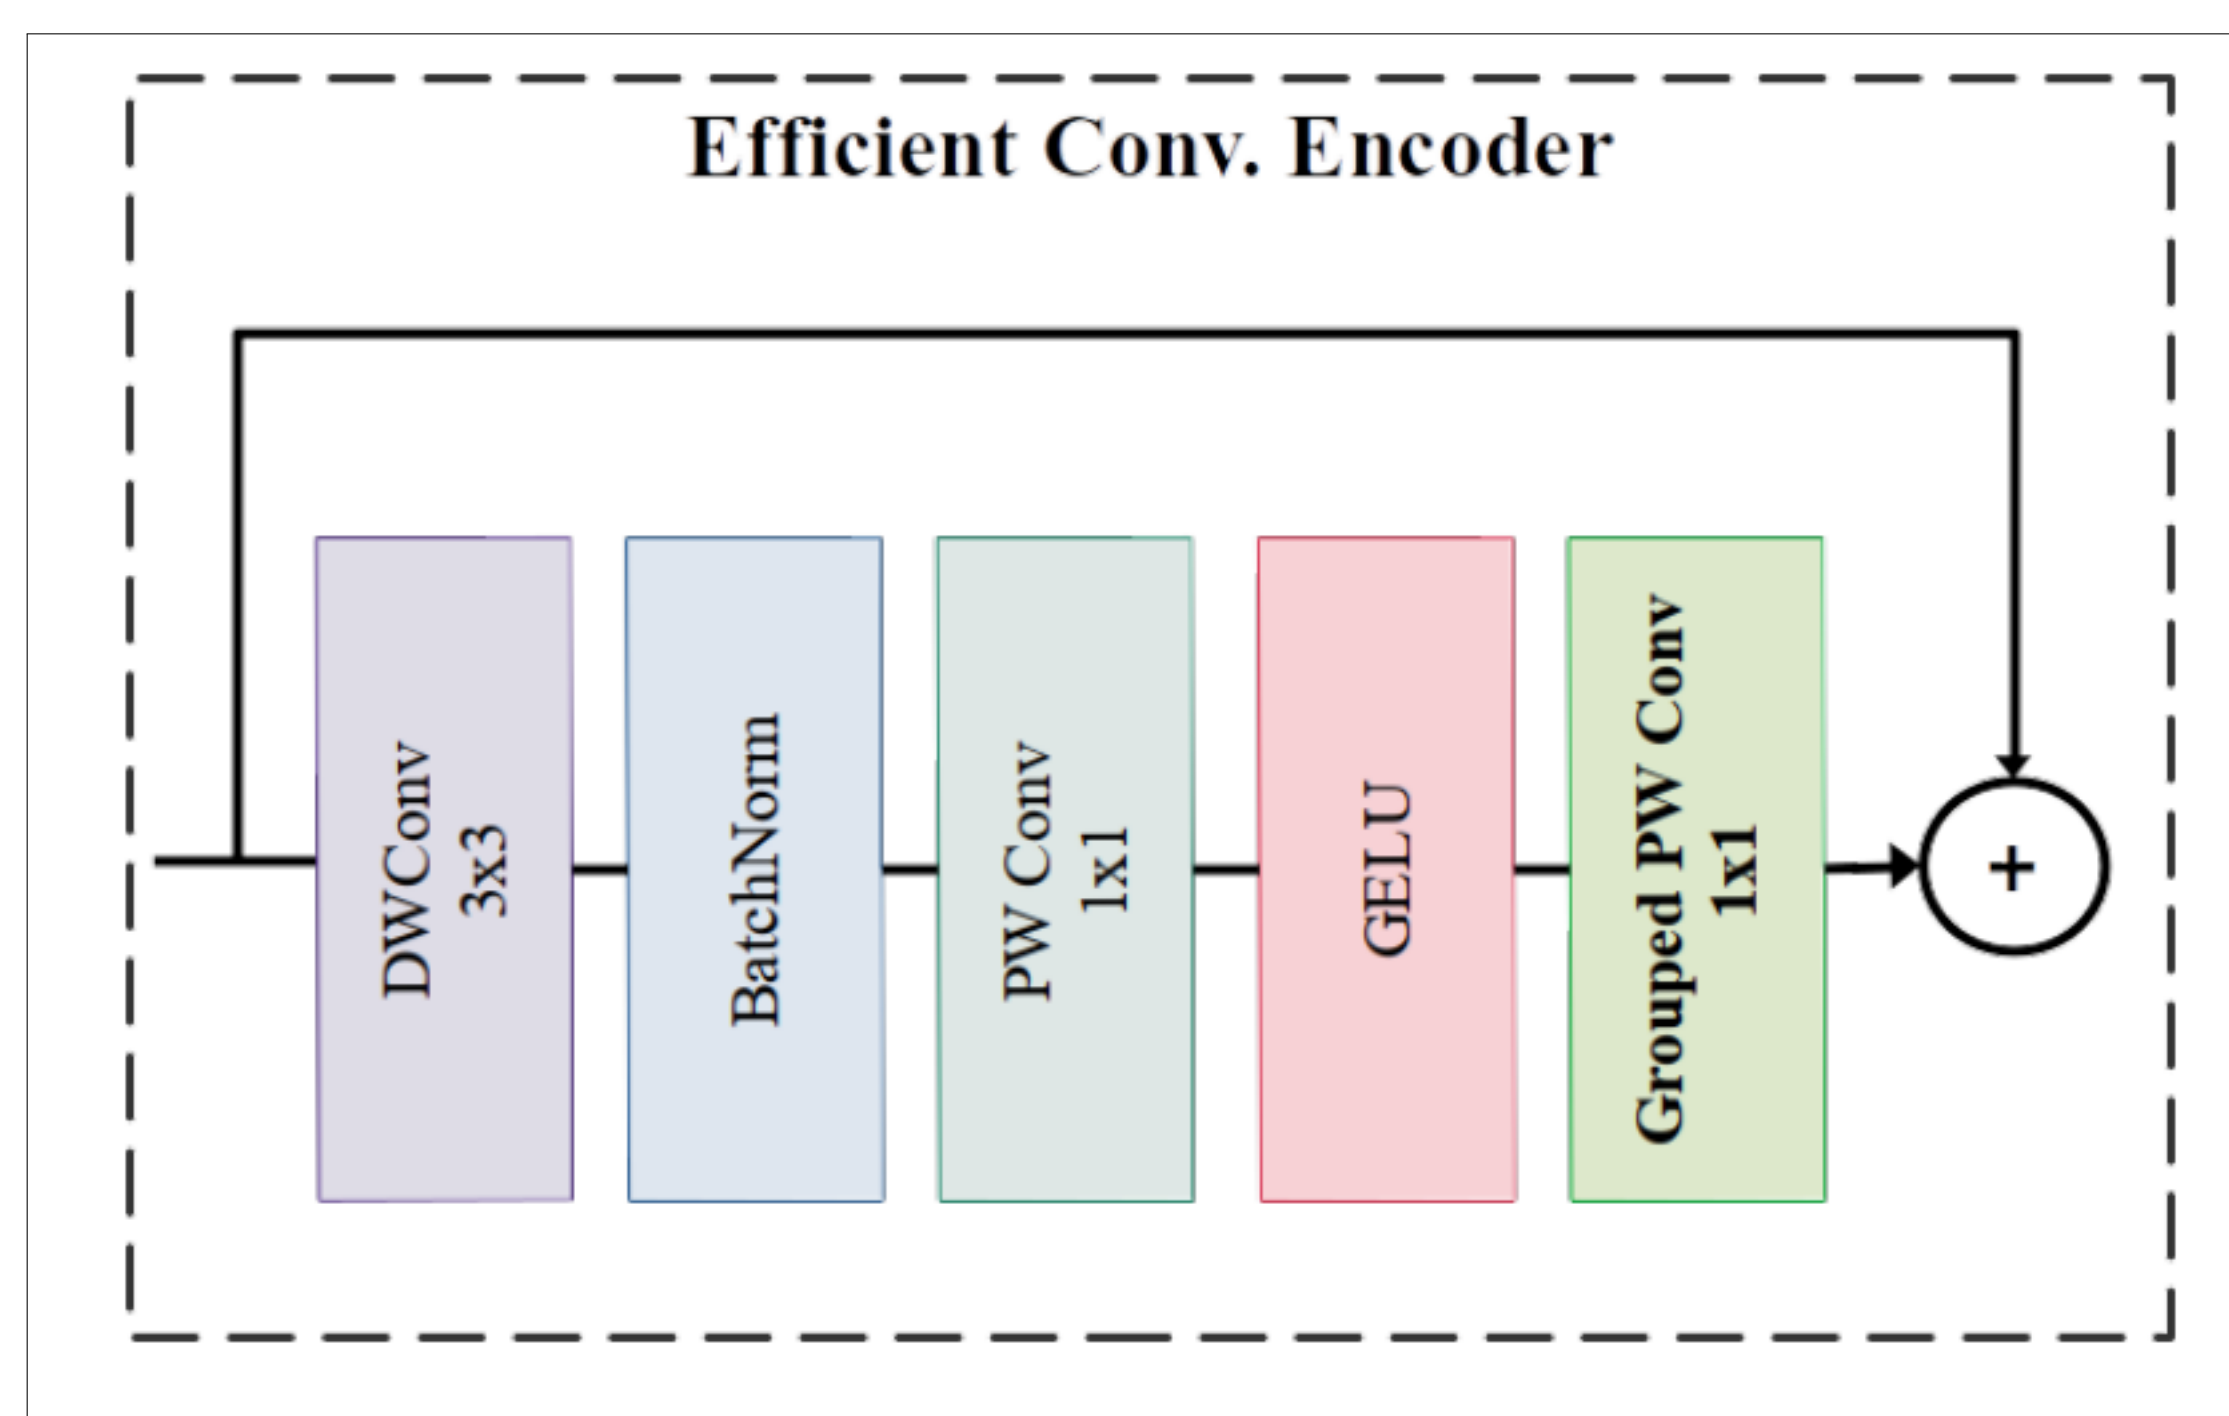 Efficient Conv. Encoder
DWConv
3x3
BatchNorm
PW Conv
1x1
GELU
Grouped PW Conv
1x1
+